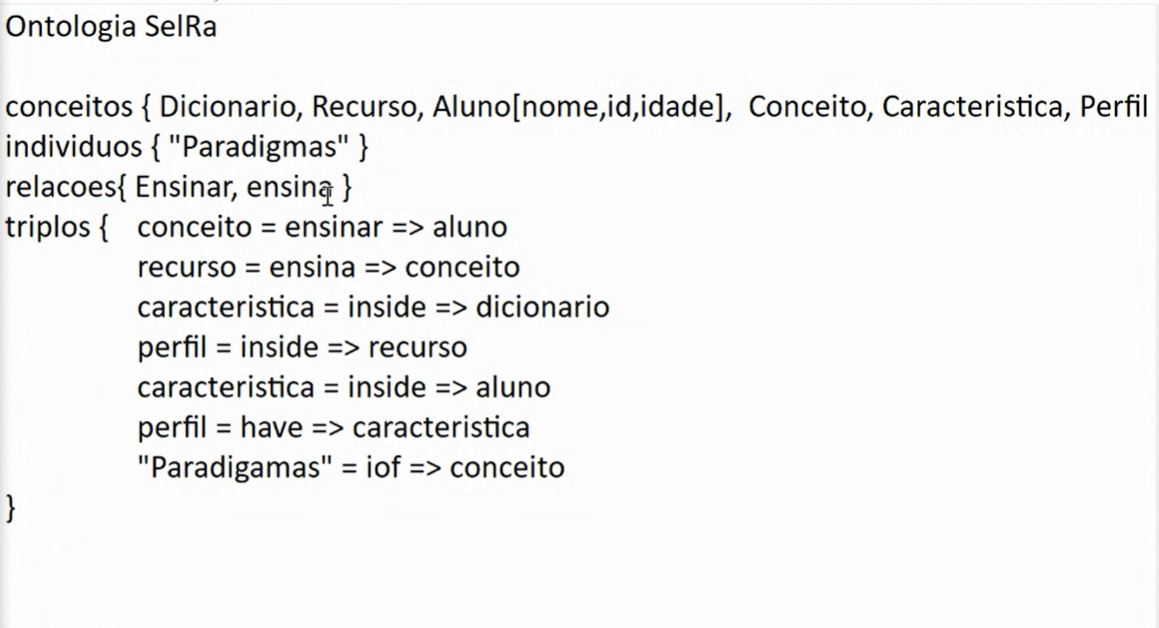 Ontologia SelRa
conceitos { Dicionario, Recurso, Aluno[nome,id,idade],  Conceito, Caracteristica, Perfil
individuos { "Paradigmas" }
relacoes{ Ensinar, ensina }
triplos {    conceito = ensinar => aluno
recurso = ensina => conceito
caracteristica = inside => dicionario
perfil = inside => recurso
caracteristica = inside => aluno
perfil = have => caracteristica
"Paradigamas" = iof => conceito
}